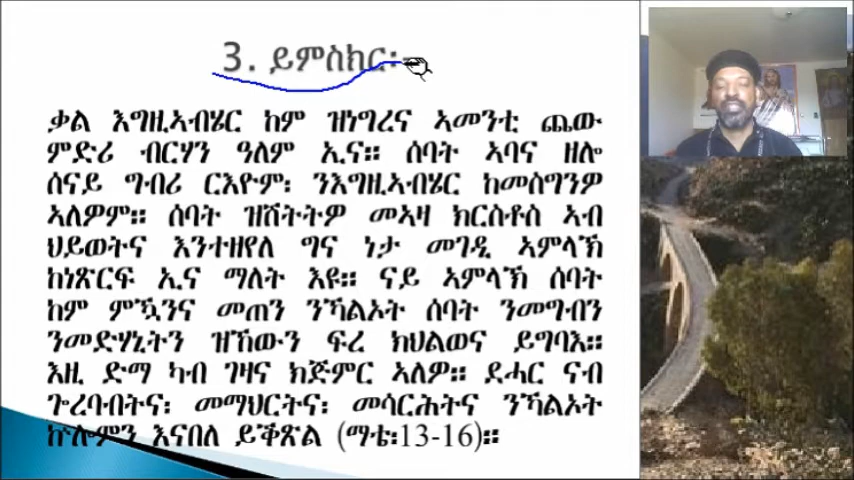 3. ይምስክር፡-
ቃል እግዚኣብሄር ከም ዝነግረና ኣመንቲ ጨው
ምድሪ ብርሃን ዓለም ኢና። ሰባት ኣባና ዘሎ
ሰናይ ግብሪ ርእዮም፡ ንእግዚኣብሄር ከመስግንዎ
ኣለዎም። ሰባት ዝሽትትዎ መኣዛ ክርስቶስ ኣብ
ህይወትና እንተዘየለ ግና ነታ መገዲ ኣምላኽ
ከነጽርፍ ኢና ማለት እዩ። ናይ ኣምላኽ ሰባት
ከም ምዃንና መጠን ንኻልኦት ሰባት ንመግብን
ንመድሃኒትን ዝኸውን ፍረ ክህልወና ይግባእ።
እዚ ድማ ካብ ገዛና ክጅምር ኣለዎ። ደሓር ናብ
ጐረባብትና፡ መማህርትና፡ መሳርሕትና ንኻልኦት
ኩሎምን እናበለ ይቕጽል (ማቴ፡13-16)።